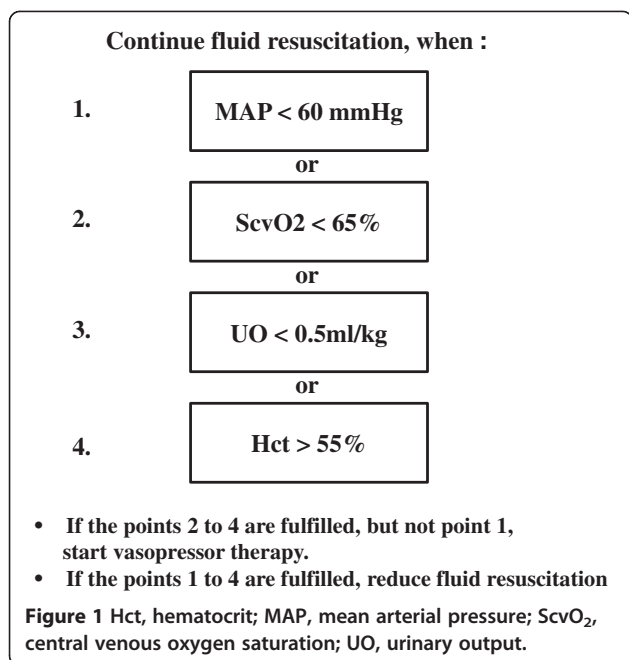 Continue fluid resuscitation, when :
1. MAP < 60 mmHg
or
2. ScvO2 < 65%
or
3. UO < 0.5ml/kg
or
4. Hct > 55%
• If the points 2 to 4 are fulfilled, but not point 1,
start vasopressor therapy.
• If the points 1 to 4 are fulfilled, reduce fluid resuscitation
Figure 1 Hct, hematocrit; MAP, mean arterial pressure; ScvO₂,
central venous oxygen saturation; UO, urinary output.